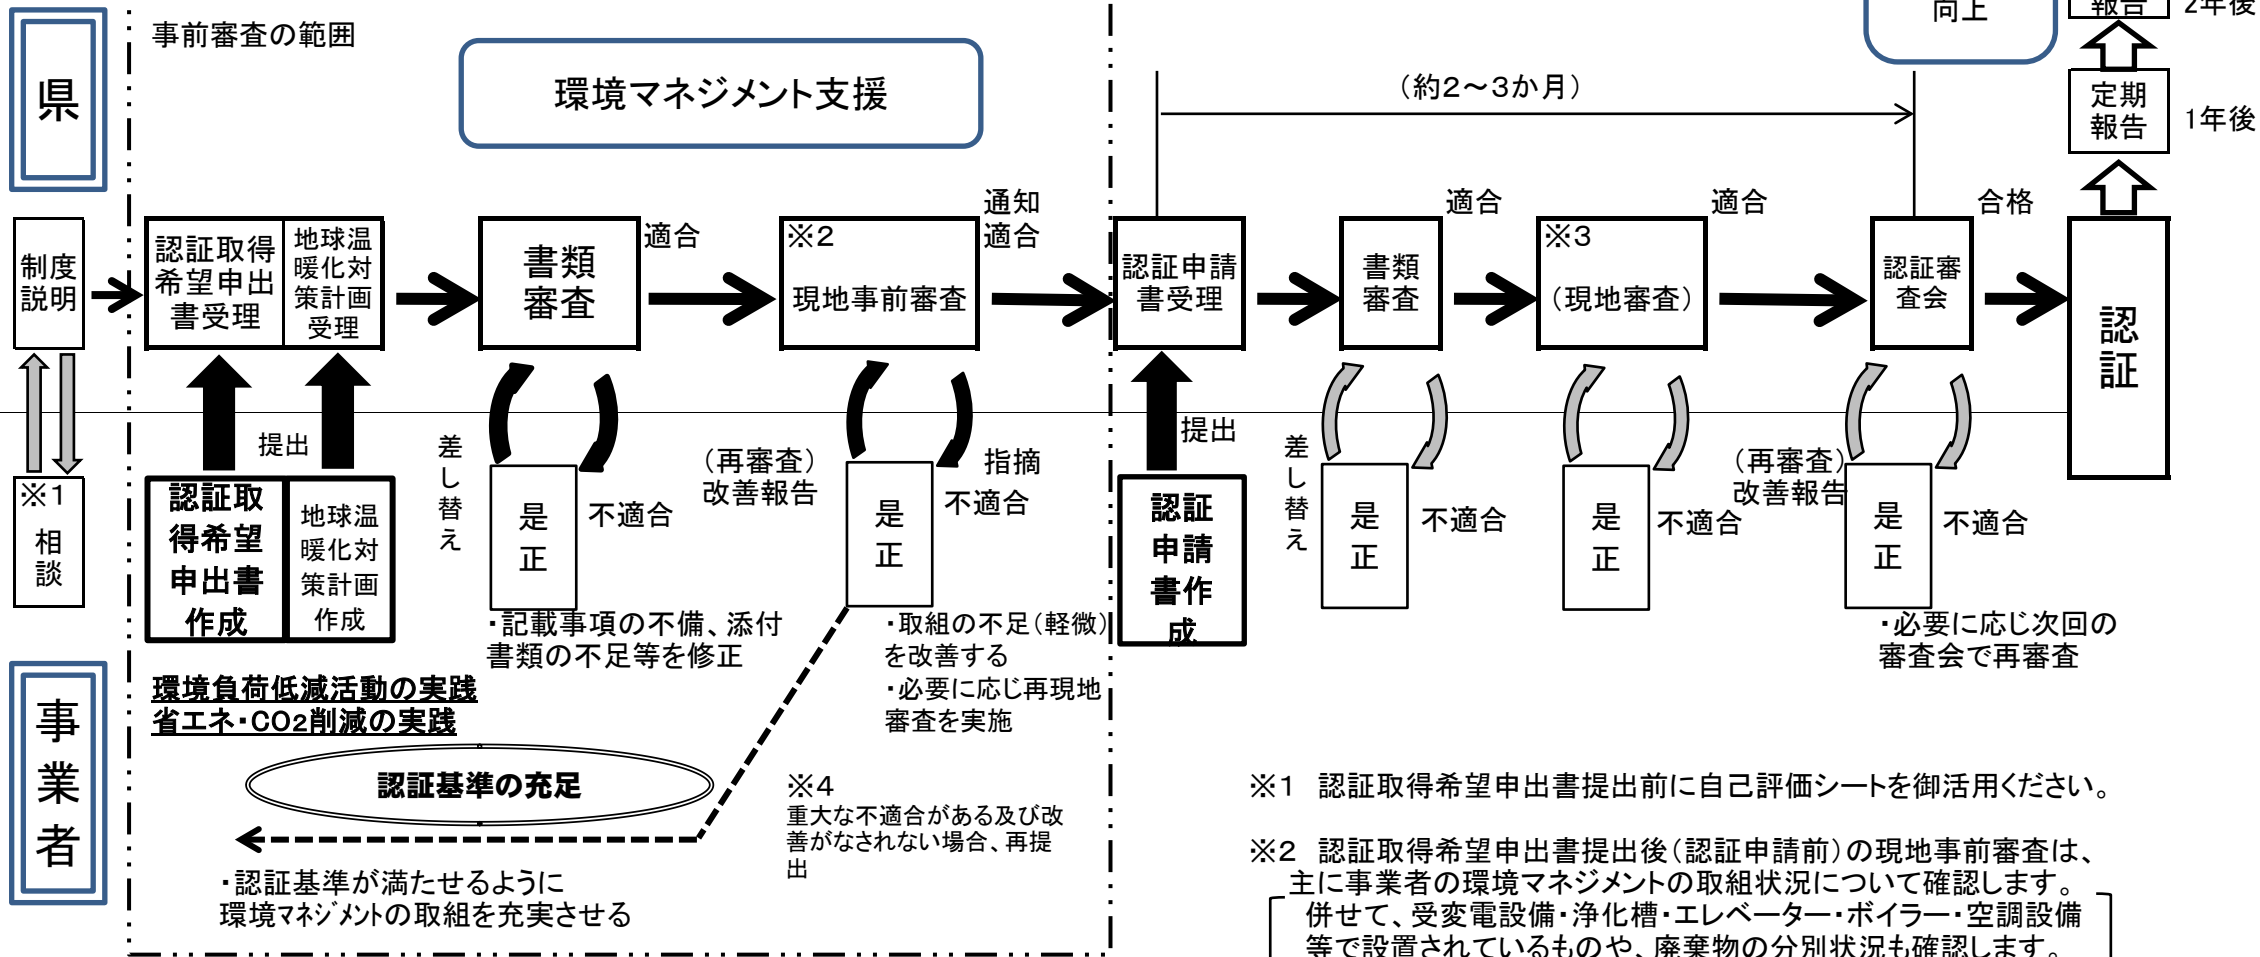 向上
報告
2年後
事前審査の範囲
県
環境マネジメント支援
（約２～３か月）
定期
報告
1年後
制度
説明
認証取得
希望申出
書受理
地球温
暖化対
策計画
受理
書類
審査
適合
※2
現地事前審査
通知
適合
認証申請
書受理
書類
審査
適合
※3
（現地審査）
適合
認証審
査会
合格
認
証
※1
相
談
提出
認証取
得希望
申出書
作成
地球温
暖化対
策計画
作成
差
し
替
え
是
正
不適合
（再審査）
改善報告
是
正
指摘
不適合
提出
認証
申請
書作
成
差
し
替
え
是
正
不適合
是
正
不適合
（再審査）
改善報告
是
正
不適合
・記載事項の不備、添付
書類の不足等を修正
・取組の不足（軽微）
を改善する
・必要に応じ再現地
審査を実施
・必要に応じ次回の
審査会で再審査
事
業
者
環境負荷低減活動の実践
省エネ・CO2削減の実践
認証基準の充足
※4
重大な不適合がある及び改
善がなされない場合、再提
出
・認証基準が満たせるように
環境ﾏﾈｼﾞﾒﾝﾄの取組を充実させる
※１　認証取得希望申出書提出前に自己評価シートを御活用ください。
※２　認証取得希望申出書提出後（認証申請前）の現地事前審査は、
主に事業者の環境マネジメントの取組状況について確認します。
併せて、受変電設備・浄化槽・エレベーター・ボイラー・空調設備
等で設置されているものや、廃棄物の分別状況も確認します。